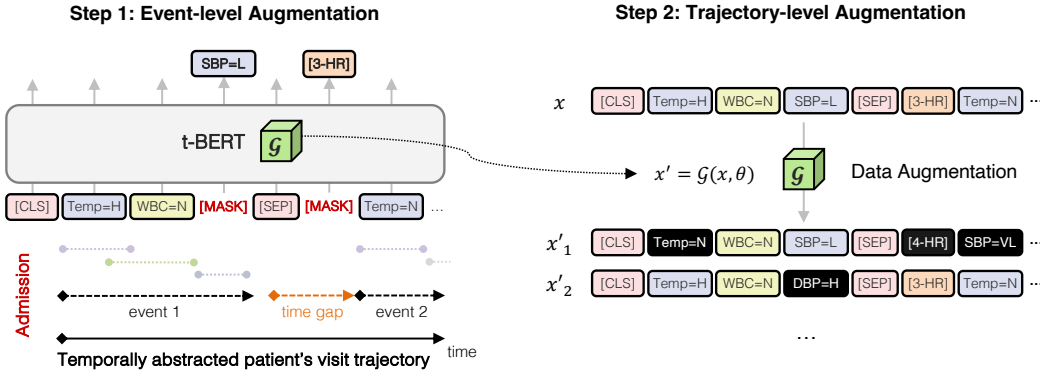 Step 1: Event-level Augmentation
SBP=L [3-HR]
t-BERT 𝒢
[CLS] Temp=H WBC=N [MASK] [SEP] [MASK] Temp=N ...
Admission
event 1 time gap event 2
time
Temporally abstracted patient's visit trajectory
Step 2: Trajectory-level Augmentation
x [CLS] Temp=H WBC=N SBP=L [SEP] [3-HR] Temp=N ...
x' = 𝒢(x, θ) 𝒢 Data Augmentation
x'₁ [CLS] Temp=N WBC=N SBP=L [SEP] [4-HR] SBP=VL ...
x'₂ [CLS] Temp=H WBC=N DBP=H [SEP] [3-HR] Temp=N ...
...